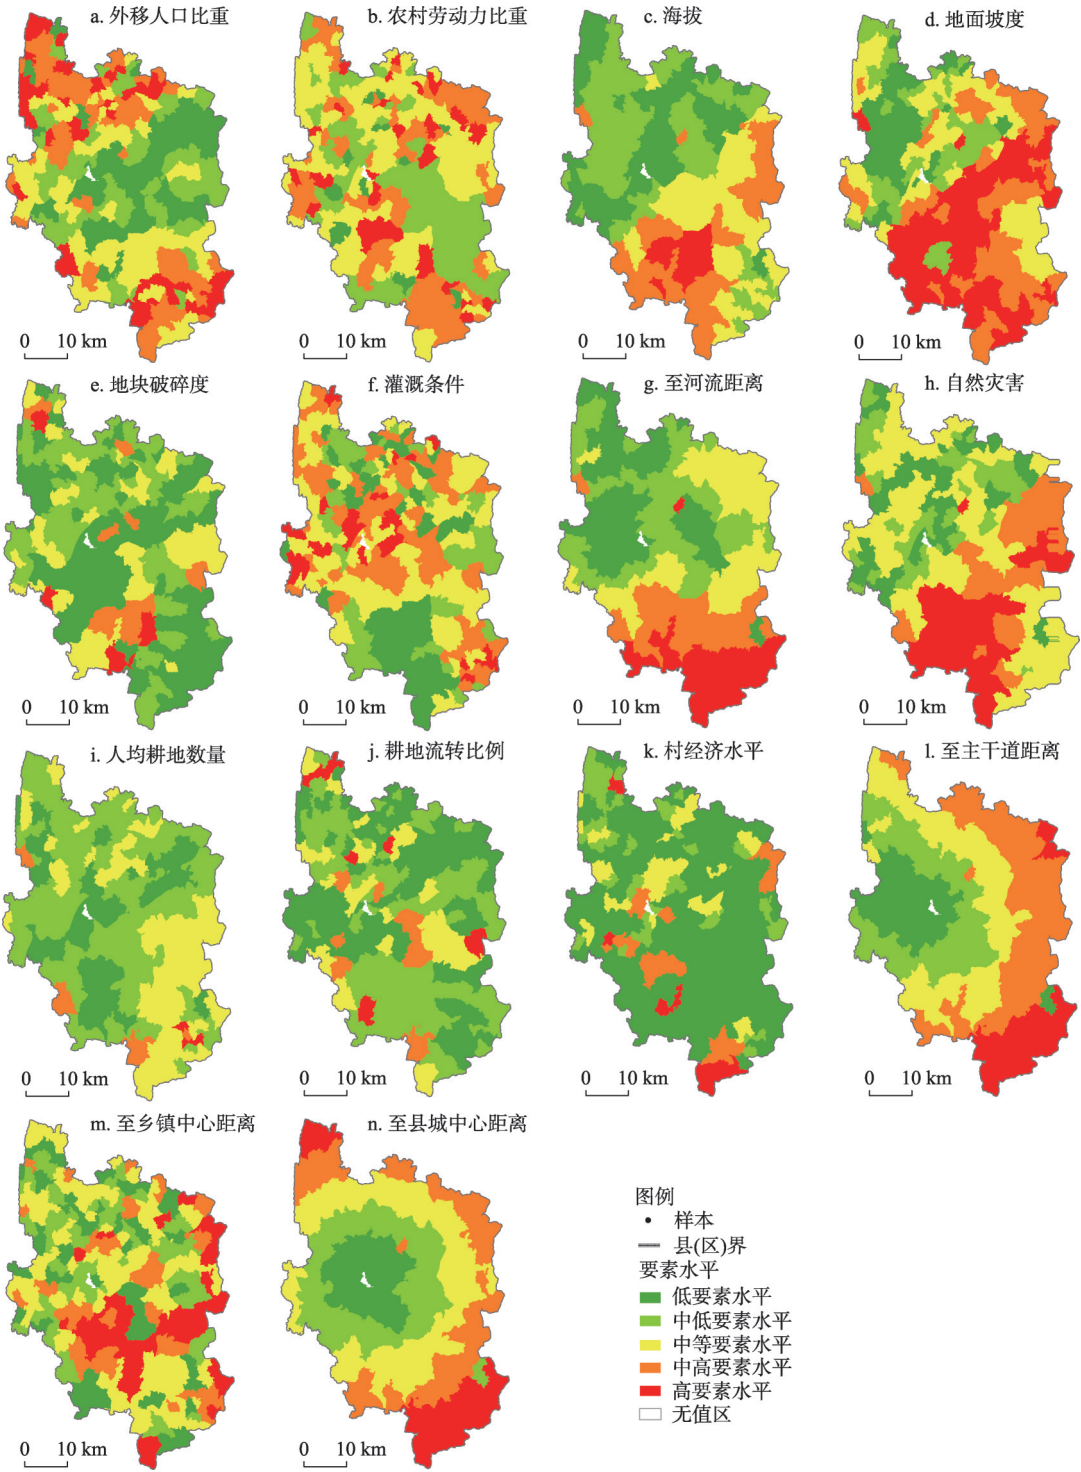 a. 外移人口比重
b. 农村劳动力比重
c. 海拔
d. 地面坡度
0 10 km
0 10 km
0 10 km
0 10 km
e. 地块破碎度
f. 灌溉条件
g. 至河流距离
h. 自然灾害
0 10 km
0 10 km
0 10 km
0 10 km
i. 人均耕地数量
j. 耕地流转比例
k. 村经济水平
l. 至主干道距离
0 10 km
0 10 km
0 10 km
0 10 km
m. 至乡镇中心距离
n. 至县城中心距离
0 10 km
0 10 km
图例
样本
县(区)界
要素水平
低要素水平
中低要素水平
中等要素水平
中高要素水平
高要素水平
无值区